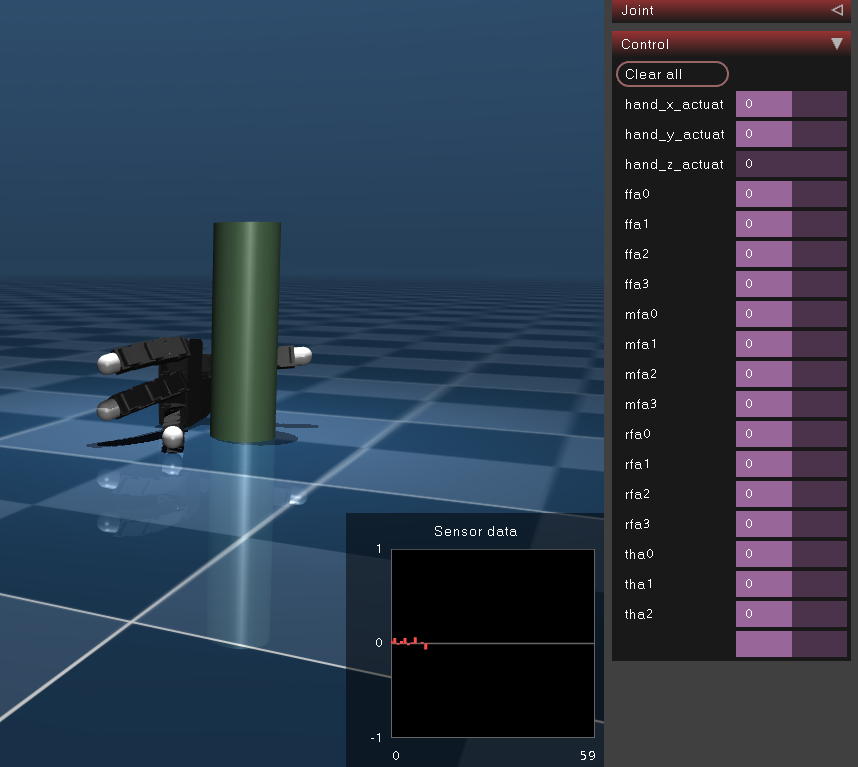 Joint
Control
Clear all
hand_x_actuat 0
hand_y_actuat 0
hand_z_actuat 0
ffa0 0
ffa1 0
ffa2 0
ffa3 0
mfa0 0
mfa1 0
mfa2 0
mfa3 0
rfa0 0
rfa1 0
rfa2 0
rfa3 0
tha0 0
tha1 0
tha2 0
Sensor data
1
0
-1
0 59